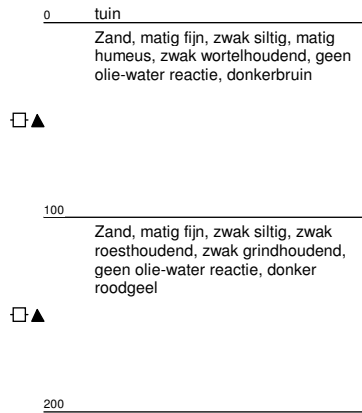 0 tuin
Zand, matig fijn, zwak siltig, matig
humeus, zwak wortelhoudend, geen
olie-water reactie, donkerbruin
100
Zand, matig fijn, zwak siltig, zwak
roesthoudend, zwak grindhoudend,
geen olie-water reactie, donker
roodgeel
200